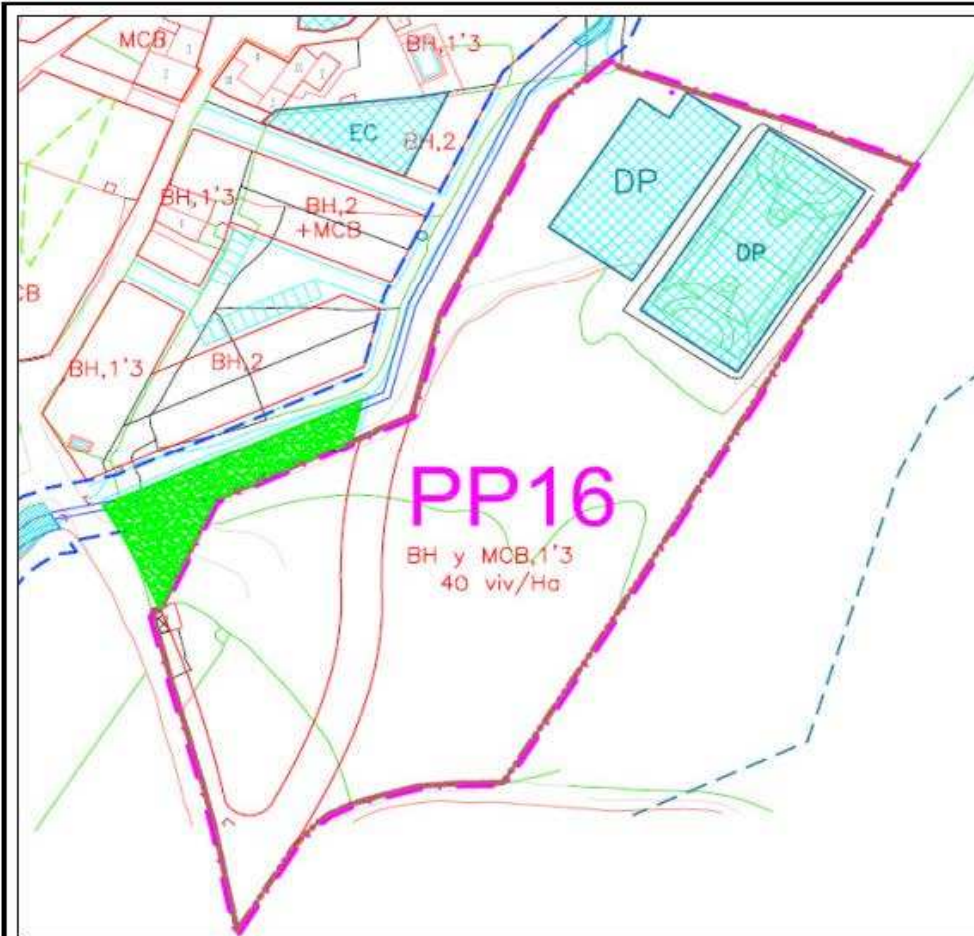 MCB
BH,1'3
EC
BH,2
DP
BH,1'3
BH,2
+MCB
DP
CB
BH,1'3
BH,2
PP16
BH y MCB,1'3
40 viv/Ha